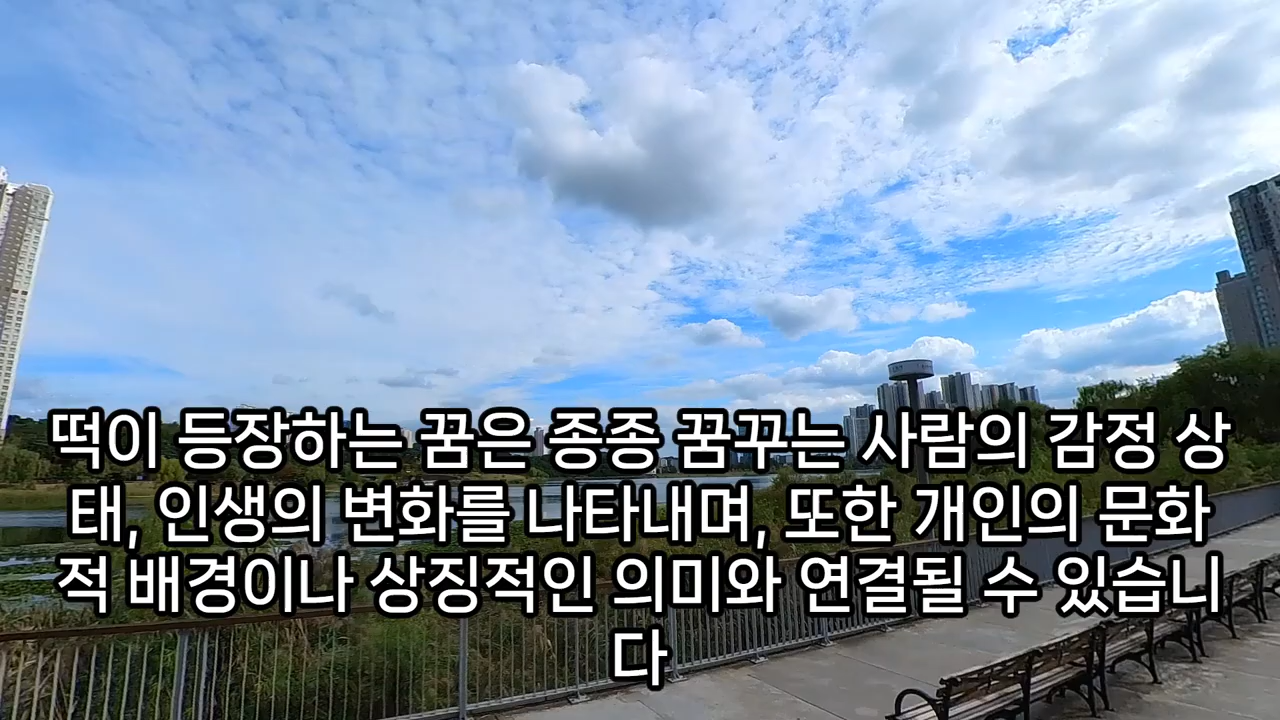 떡이 등장하는 꿈은 종종 꿈꾸는 사람의 감정 상
태, 인생의 변화를 나타내며, 또한 개인의 문화
적 배경이나 상징적인 의미와 연결될 수 있습니
다